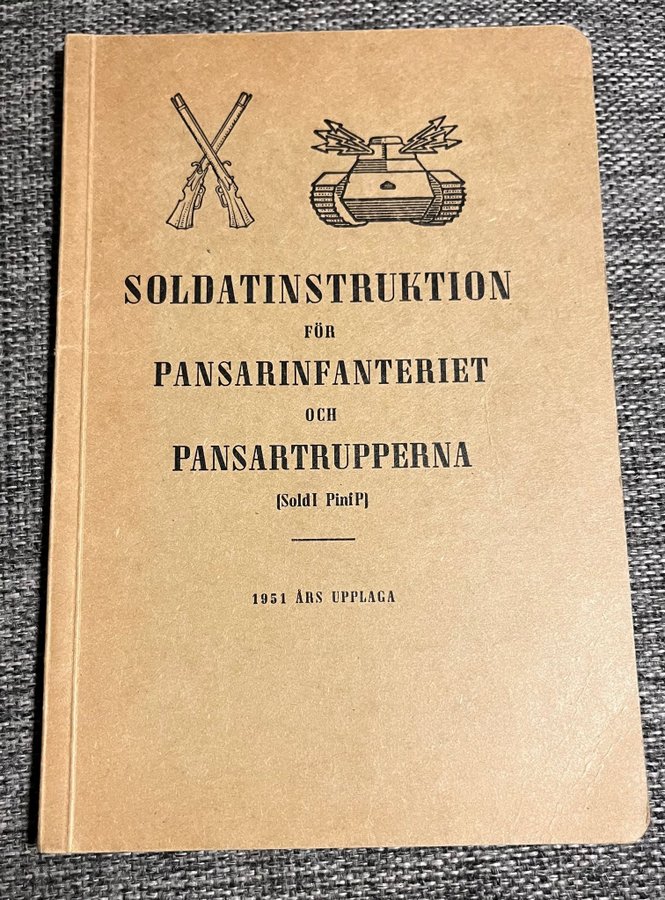 SOLDATINSTRUKTION
FÖR
PANSARINFANTERIET
OCH
PANSARTRUPPERNA
(SoldI PinfP)
1951 ÅRS UPPLAGA